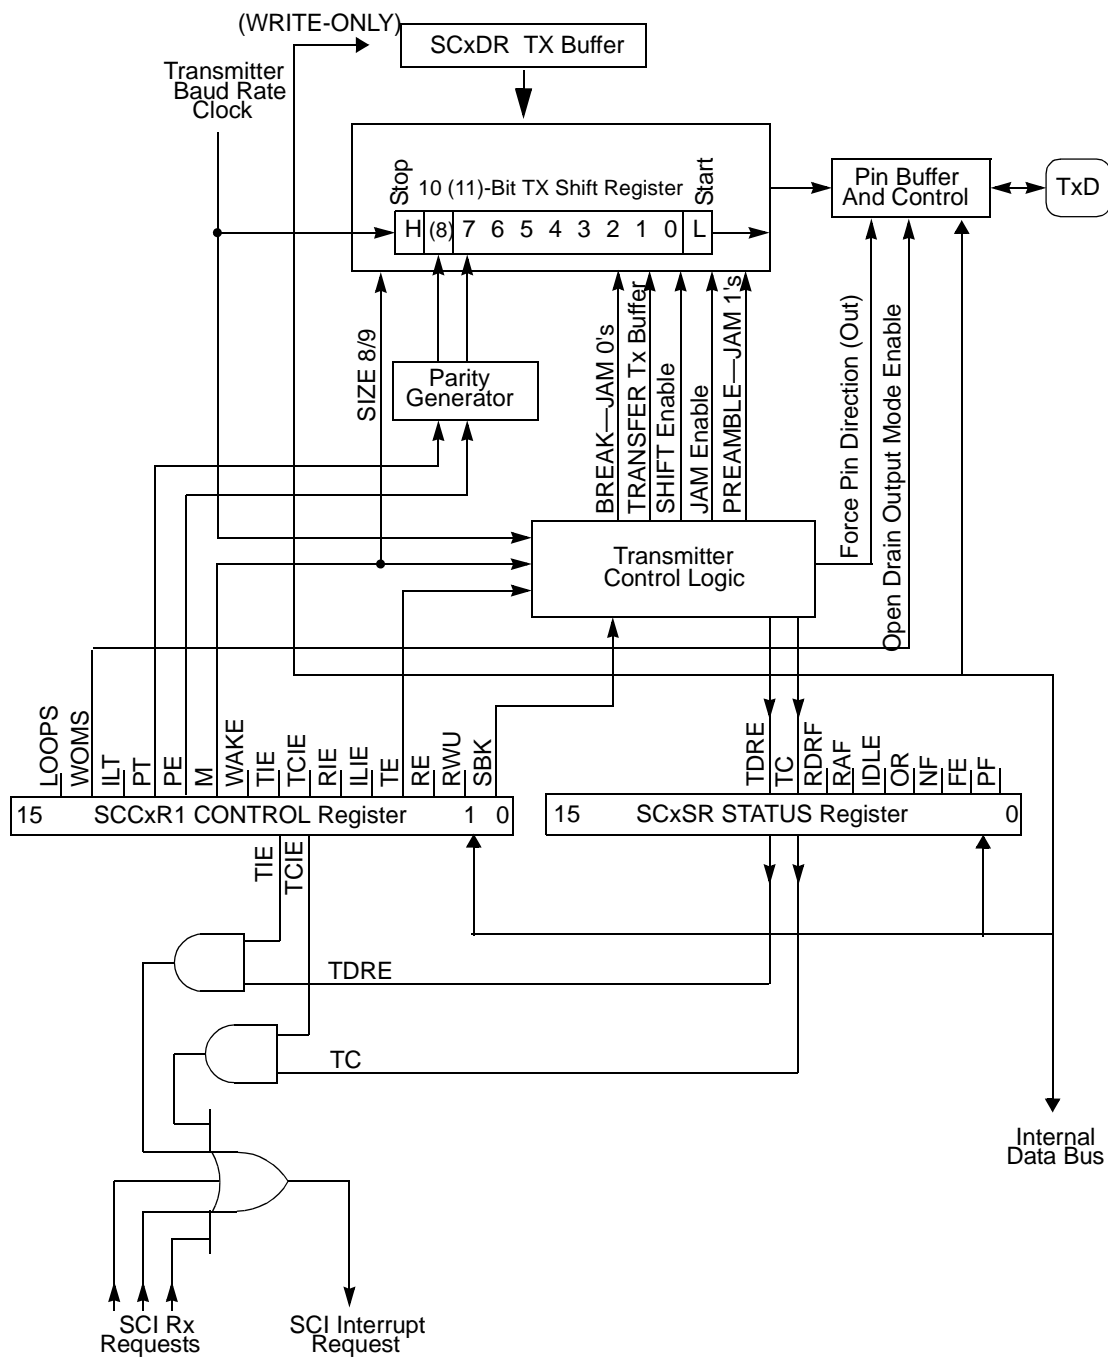 (WRITE-ONLY)
SCxDR TX Buffer
Transmitter
Baud Rate
Clock
Stop
10 (11)-Bit TX Shift Register
Start
H (8) 7 6 5 4 3 2 1 0 L
Pin Buffer
And Control
TxD
SIZE 8/9
Parity
Generator
BREAK—JAM 0's
TRANSFER Tx Buffer
SHIFT Enable
JAM Enable
PREAMBLE—JAM 1's
Force Pin Direction (Out)
Open Drain Output Mode Enable
Transmitter
Control Logic
LOOPS
WOMS
ILT
PT
PE
M
WAKE
TIE
TCIE
RIE
ILIE
TE
RE
RWU
SBK
TDRE
TC
RDRF
RAF
IDLE
OR
NF
FE
PF
15 SCCxR1 CONTROL Register 1 0
15 SCxSR STATUS Register 0
TIE
TCIE
TDRE
TC
Internal
Data Bus
SCI Rx
Requests
SCI Interrupt
Request